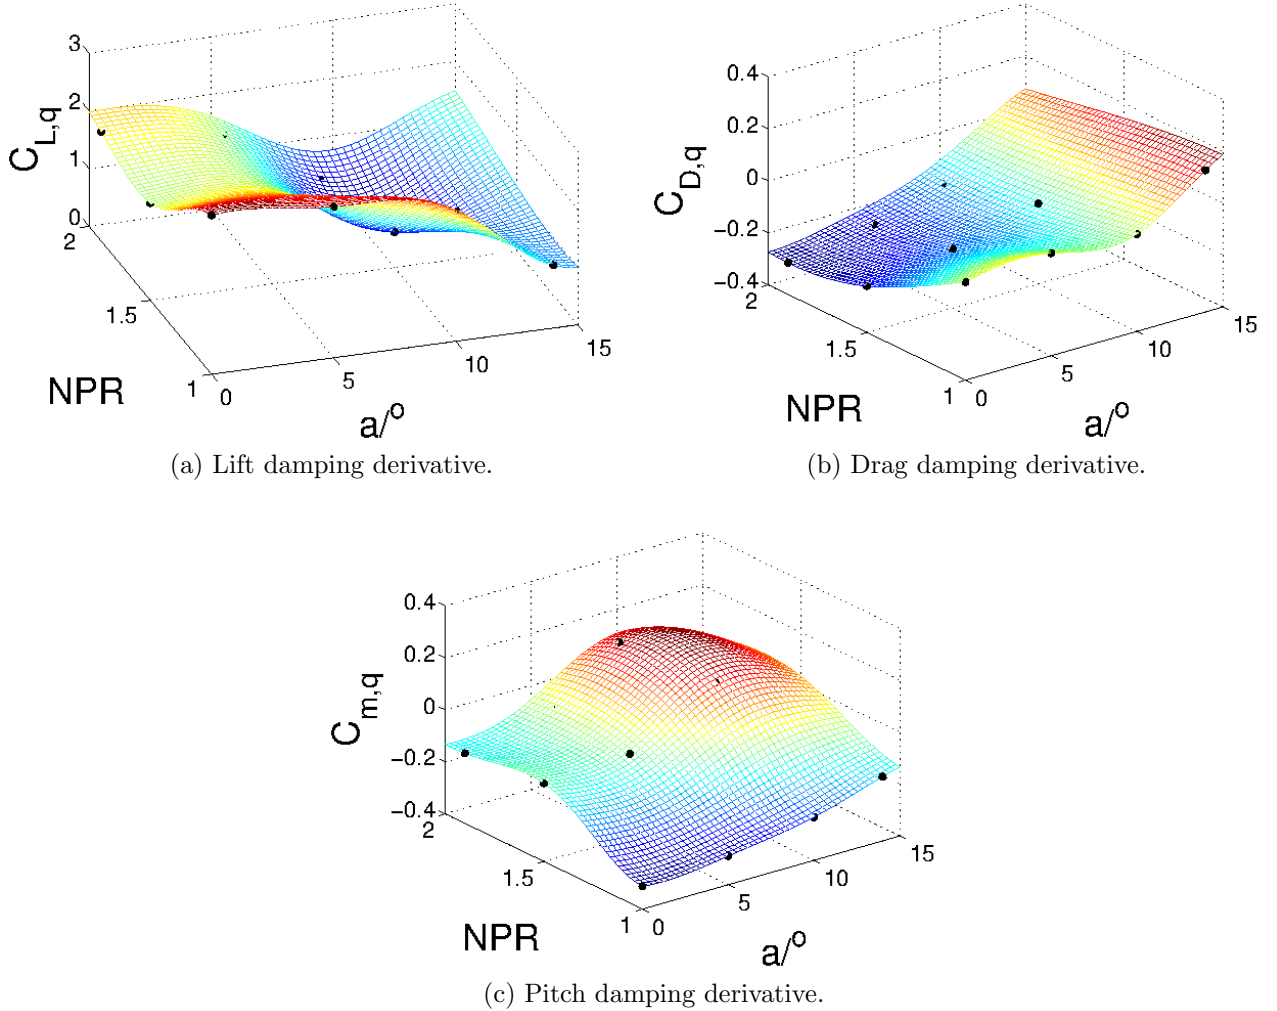 3
2
1
0
C_{L,q}
2
1.5
1
NPR
0
5
10
15
a/°
(a) Lift damping derivative.
0.4
0.2
0
−0.2
−0.4
C_{D,q}
2
1.5
1
NPR
0
5
10
15
a/°
(b) Drag damping derivative.
0.4
0.2
0
−0.2
−0.4
C_{m,q}
2
1.5
1
NPR
0
5
10
15
a/°
(c) Pitch damping derivative.